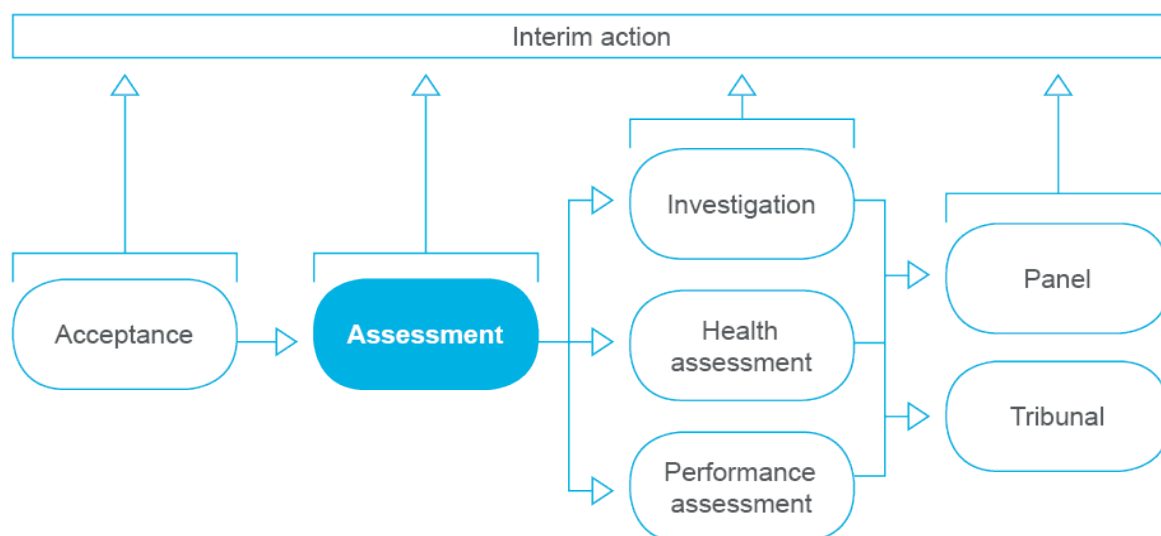 Interim action
Acceptance
Assessment
Investigation
Health
assessment
Performance
assessment
Panel
Tribunal